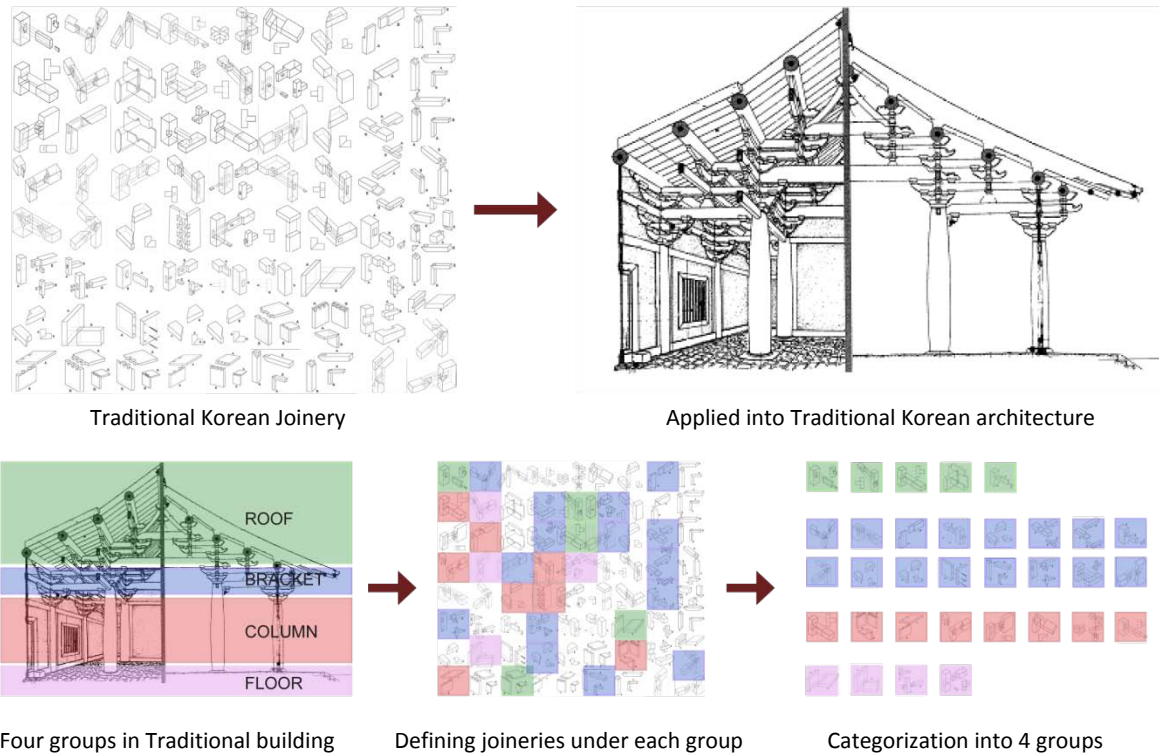 Traditional Korean Joinery
Applied into Traditional Korean architecture
ROOF
BRACKET
COLUMN
FLOOR
Four groups in Traditional building
Defining joineries under each group
Categorization into 4 groups